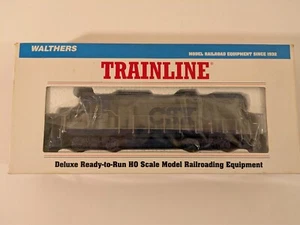 WALTHERS
MODEL RAILROAD EQUIPMENT SINCE 1932
TRAINLINE®
Deluxe Ready-to-Run HO Scale Model Railroading Equipment